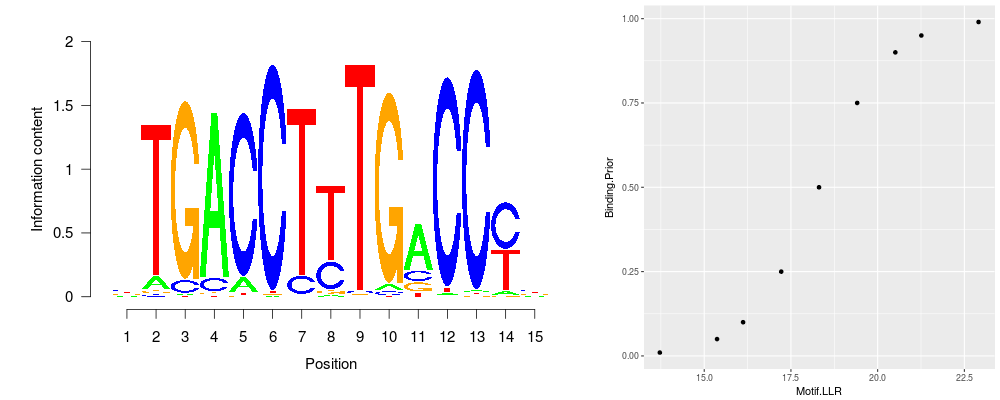 2
1.5
1
0.5
0
Information content
TGACCTTTGACCC
ACCACCATCAT
1 2 3 4 5 6 7 8 9 10 11 12 13 14 15
Position
1.00
0.75
0.50
0.25
0.00
Binding.Prior
15.0 17.5 20.0 22.5
Motif.LLR